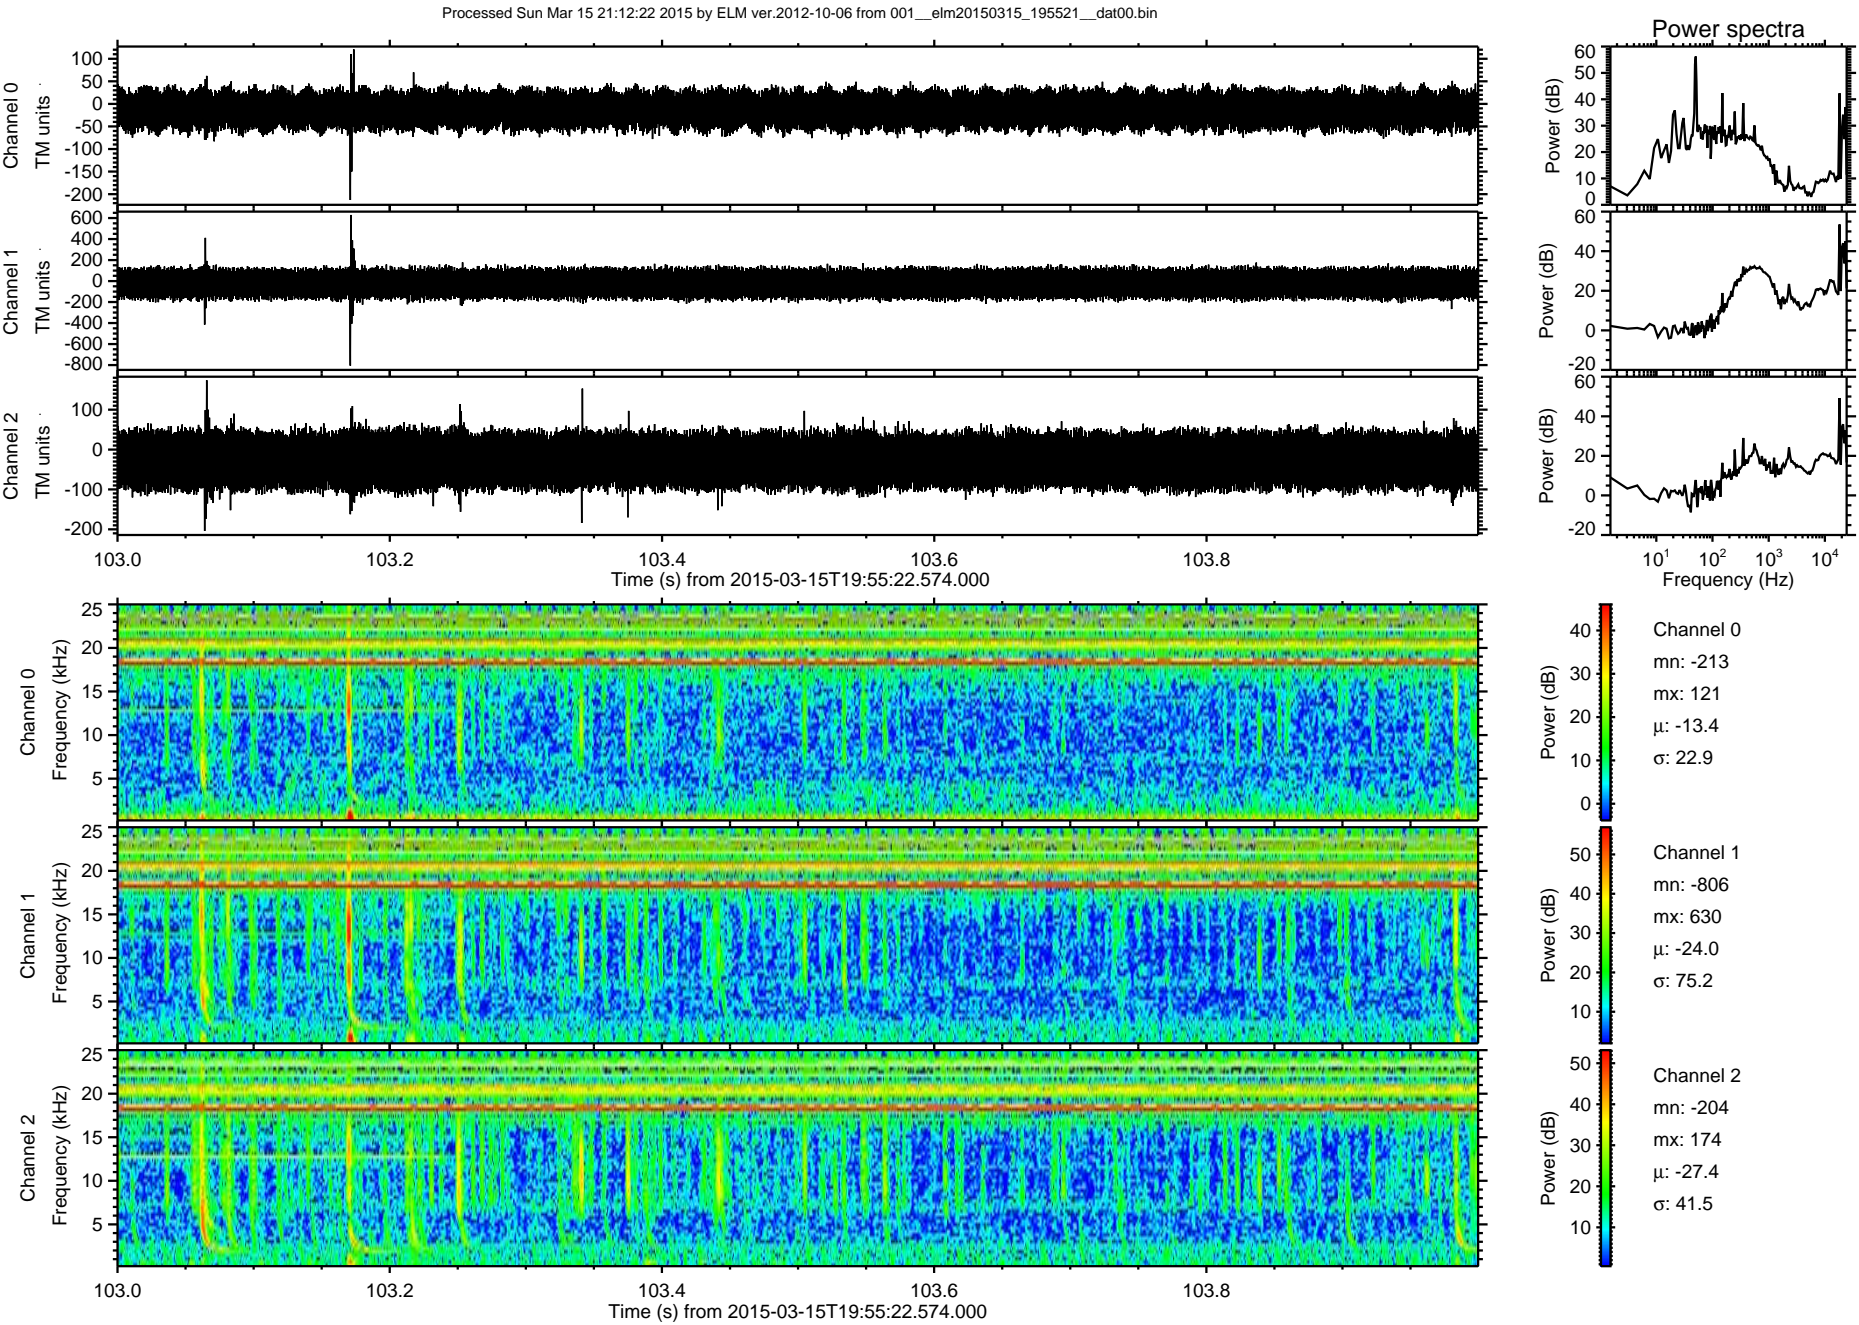 Processed Sun Mar 15 21:12:22 2015 by ELM ver.2012-10-06 from 001__elm20150315_195521__dat00.bin
Power spectra
Channel 0
TM units
100
50
0
-50
-100
-150
-200
Power (dB)
60
50
40
30
20
10
0
Channel 1
TM units
600
400
200
0
-200
-400
-600
-800
Power (dB)
60
40
20
0
-20
Channel 2
TM units
100
0
-100
-200
Power (dB)
60
40
20
0
-20
103.0 103.2 103.4 103.6 103.8
Time (s) from 2015-03-15T19:55:22.574.000
10¹ 10² 10³ 10⁴
Frequency (Hz)
Channel 0
Frequency (kHz)
25
20
15
10
5
Power (dB)
40
30
20
10
0
Channel 0
mn: -213
mx: 121
μ: -13.4
σ: 22.9
Channel 1
Frequency (kHz)
25
20
15
10
5
Power (dB)
50
40
30
20
10
Channel 1
mn: -806
mx: 630
μ: -24.0
σ: 75.2
Channel 2
Frequency (kHz)
25
20
15
10
5
Power (dB)
50
40
30
20
10
Channel 2
mn: -204
mx: 174
μ: -27.4
σ: 41.5
103.0 103.2 103.4 103.6 103.8
Time (s) from 2015-03-15T19:55:22.574.000